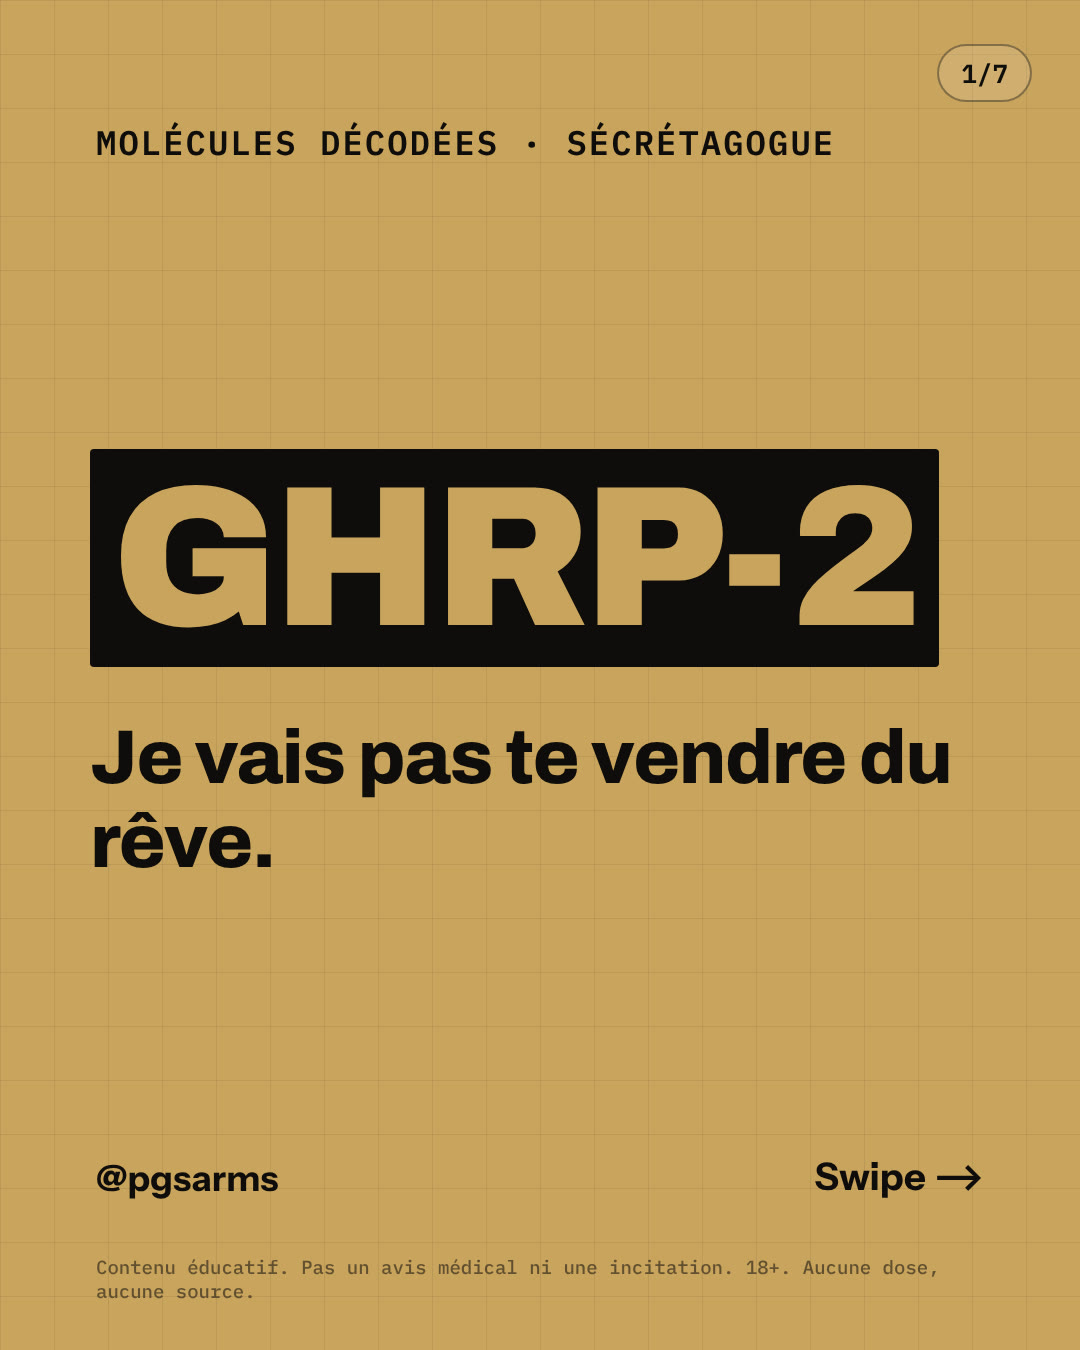 1/7
MOLÉCULES DÉCODÉES · SÉCRÉTAGOGUE
GHRP-2
Je vais pas te vendre du
rêve.
@pgsarms
Swipe →
Contenu éducatif. Pas un avis médical ni une incitation. 18+. Aucune dose,
aucune source.